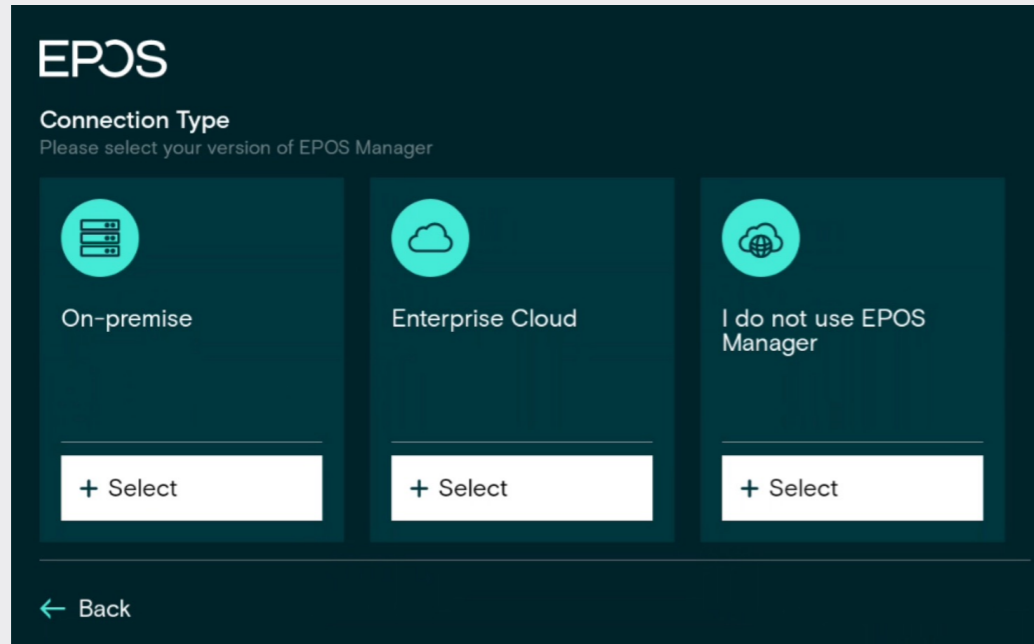 EPOS
Connection Type
Please select your version of EPOS Manager
On-premise
Enterprise Cloud
I do not use EPOS
Manager
+ Select
+ Select
+ Select
← Back